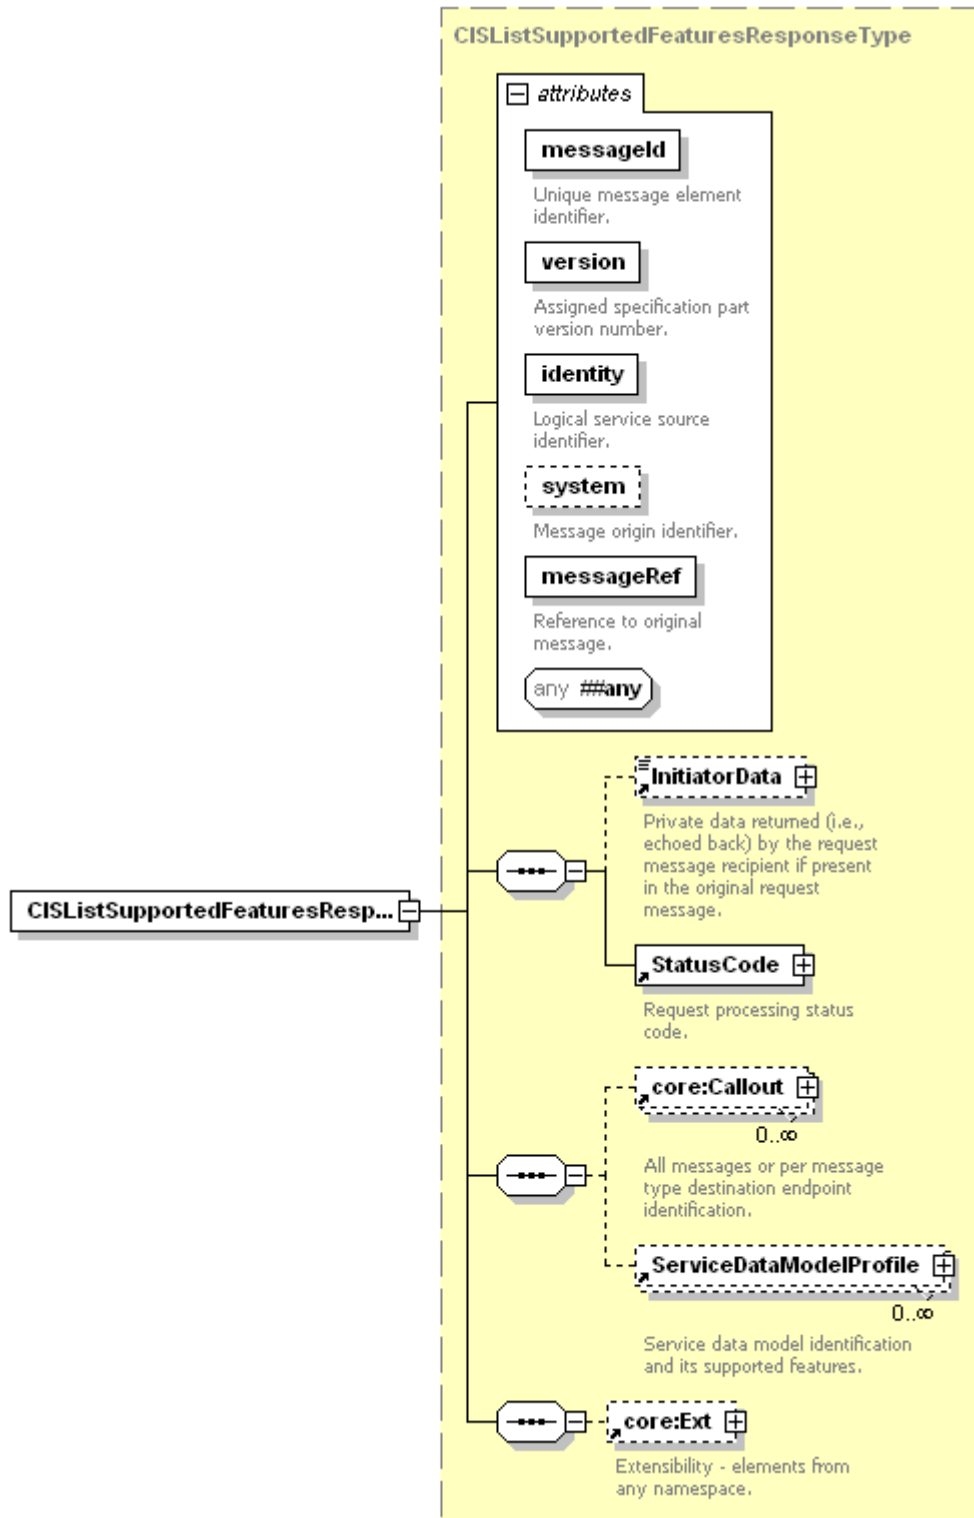 CISListSupportedFeaturesResponseType
attributes
messageId
Unique message element
identifier.
version
Assigned specification part
version number.
identity
Logical service source
identifier.
system
Message origin identifier.
messageRef
Reference to original
message.
any ##any
InitiatorData
Private data returned (i.e.,
echoed back) by the request
message recipient if present
in the original request
message.
CISListSupportedFeaturesResp...
StatusCode
Request processing status
code.
core:Callout
0..∞
All messages or per message
type destination endpoint
identification.
ServiceDataModelProfile
0..∞
Service data model identification
and its supported features.
core:Ext
Extensibility - elements from
any namespace.